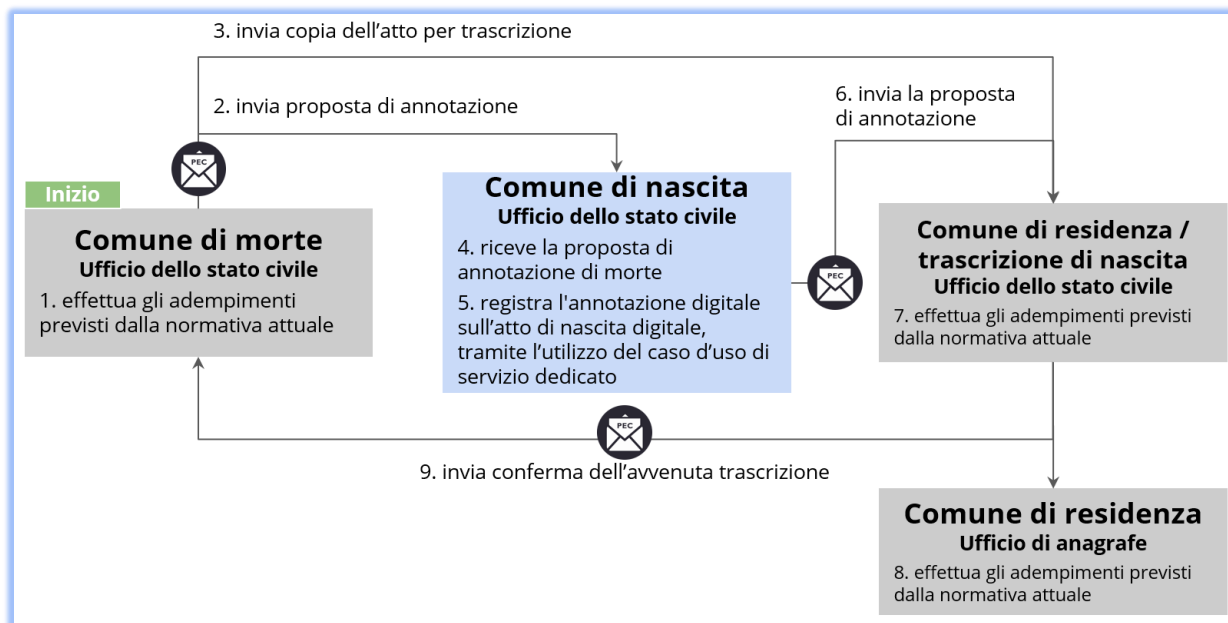 3. invia copia dell’atto per trascrizione
2. invia proposta di annotazione
6. invia la proposta
di annotazione
PEC
Inizio
Comune di morte
Ufficio dello stato civile
1. effettua gli adempimenti
previsti dalla normativa attuale
Comune di nascita
Ufficio dello stato civile
4. riceve la proposta di
annotazione di morte
5. registra l'annotazione digitale
sull’atto di nascita digitale,
tramite l’utilizzo del caso d’uso di
servizio dedicato
PEC
Comune di residenza /
trascrizione di nascita
Ufficio dello stato civile
7. effettua gli adempimenti previsti
dalla normativa attuale
PEC
9. invia conferma dell’avvenuta trascrizione
Comune di residenza
Ufficio di anagrafe
8. effettua gli adempimenti previsti
dalla normativa attuale